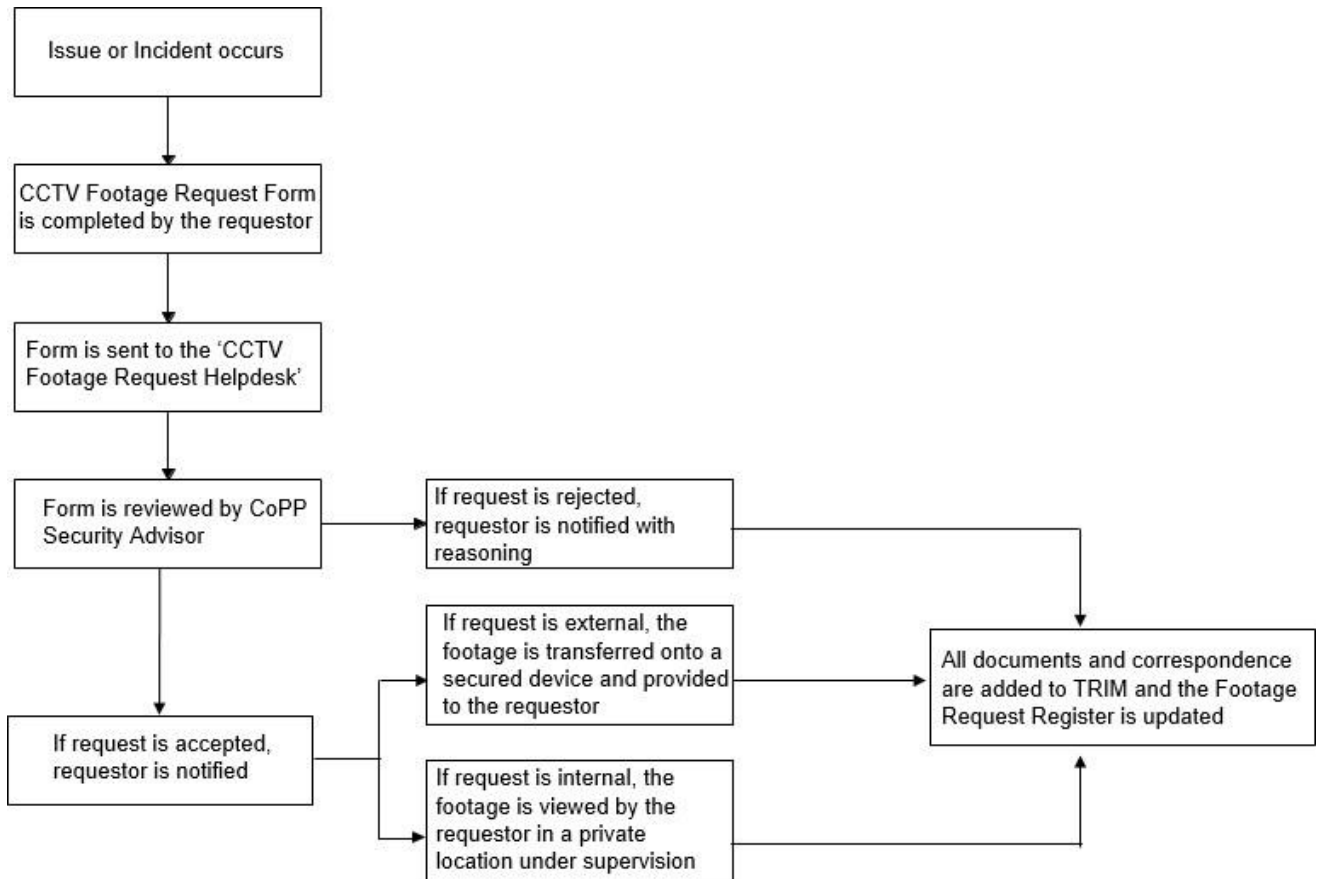 Issue or Incident occurs
CCTV Footage Request Form
is completed by the requestor
Form is sent to the ‘CCTV
Footage Request Helpdesk’
Form is reviewed by CoPP
Security Advisor
If request is rejected,
requestor is notified with
reasoning
If request is accepted,
requestor is notified
If request is external, the
footage is transferred onto a
secured device and provided
to the requestor
If request is internal, the
footage is viewed by the
requestor in a private
location under supervision
All documents and correspondence
are added to TRIM and the Footage
Request Register is updated